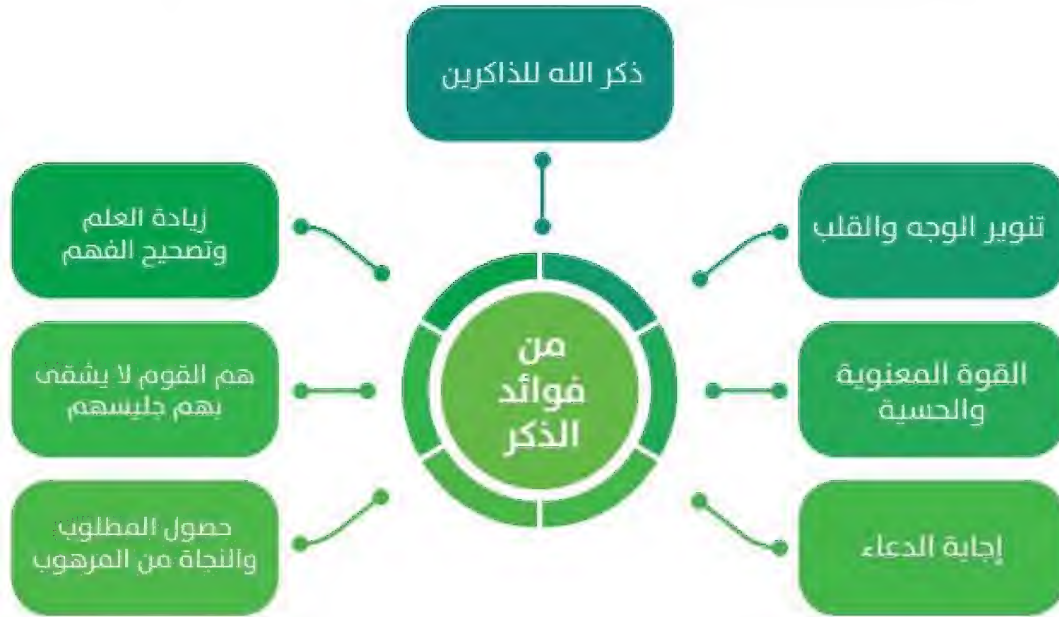 ذكر الله للذاكرين
تنوير الوجه والقلب
القوة المعنوية
والحسية
إجابة الدعاء
من
فوائد
الذكر
زيادة العلم
وتصحيح الفهم
هم القوم لا يشقى
بهم جليسهم
حصول المطلوب
والنجاة من المرهوب